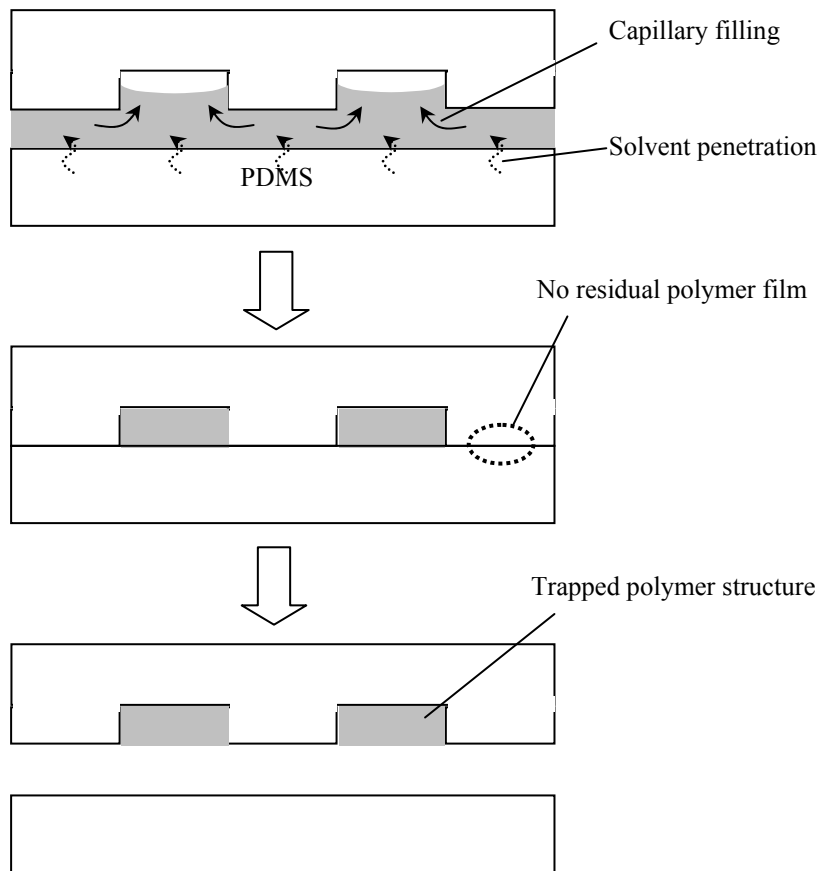 Capillary filling
Solvent penetration
PDMS
No residual polymer film
Trapped polymer structure